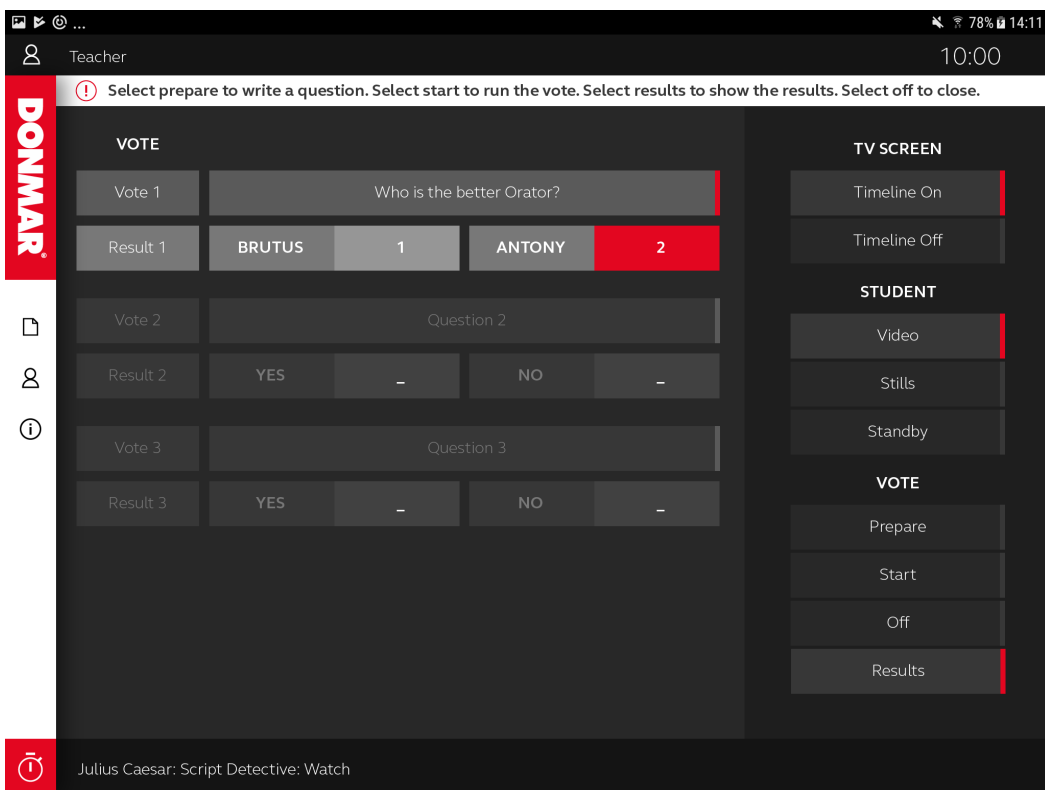 ... 78% 14:11
Teacher 10:00
! Select prepare to write a question. Select start to run the vote. Select results to show the results. Select off to close.
DONMAR®
VOTE
Vote 1 Who is the better Orator?
Result 1 BRUTUS 1 ANTONY 2
Vote 2 Question 2
Result 2 YES _ NO _
Vote 3 Question 3
Result 3 YES _ NO _
TV SCREEN
Timeline On
Timeline Off
STUDENT
Video
Stills
Standby
VOTE
Prepare
Start
Off
Results
Julius Caesar: Script Detective: Watch